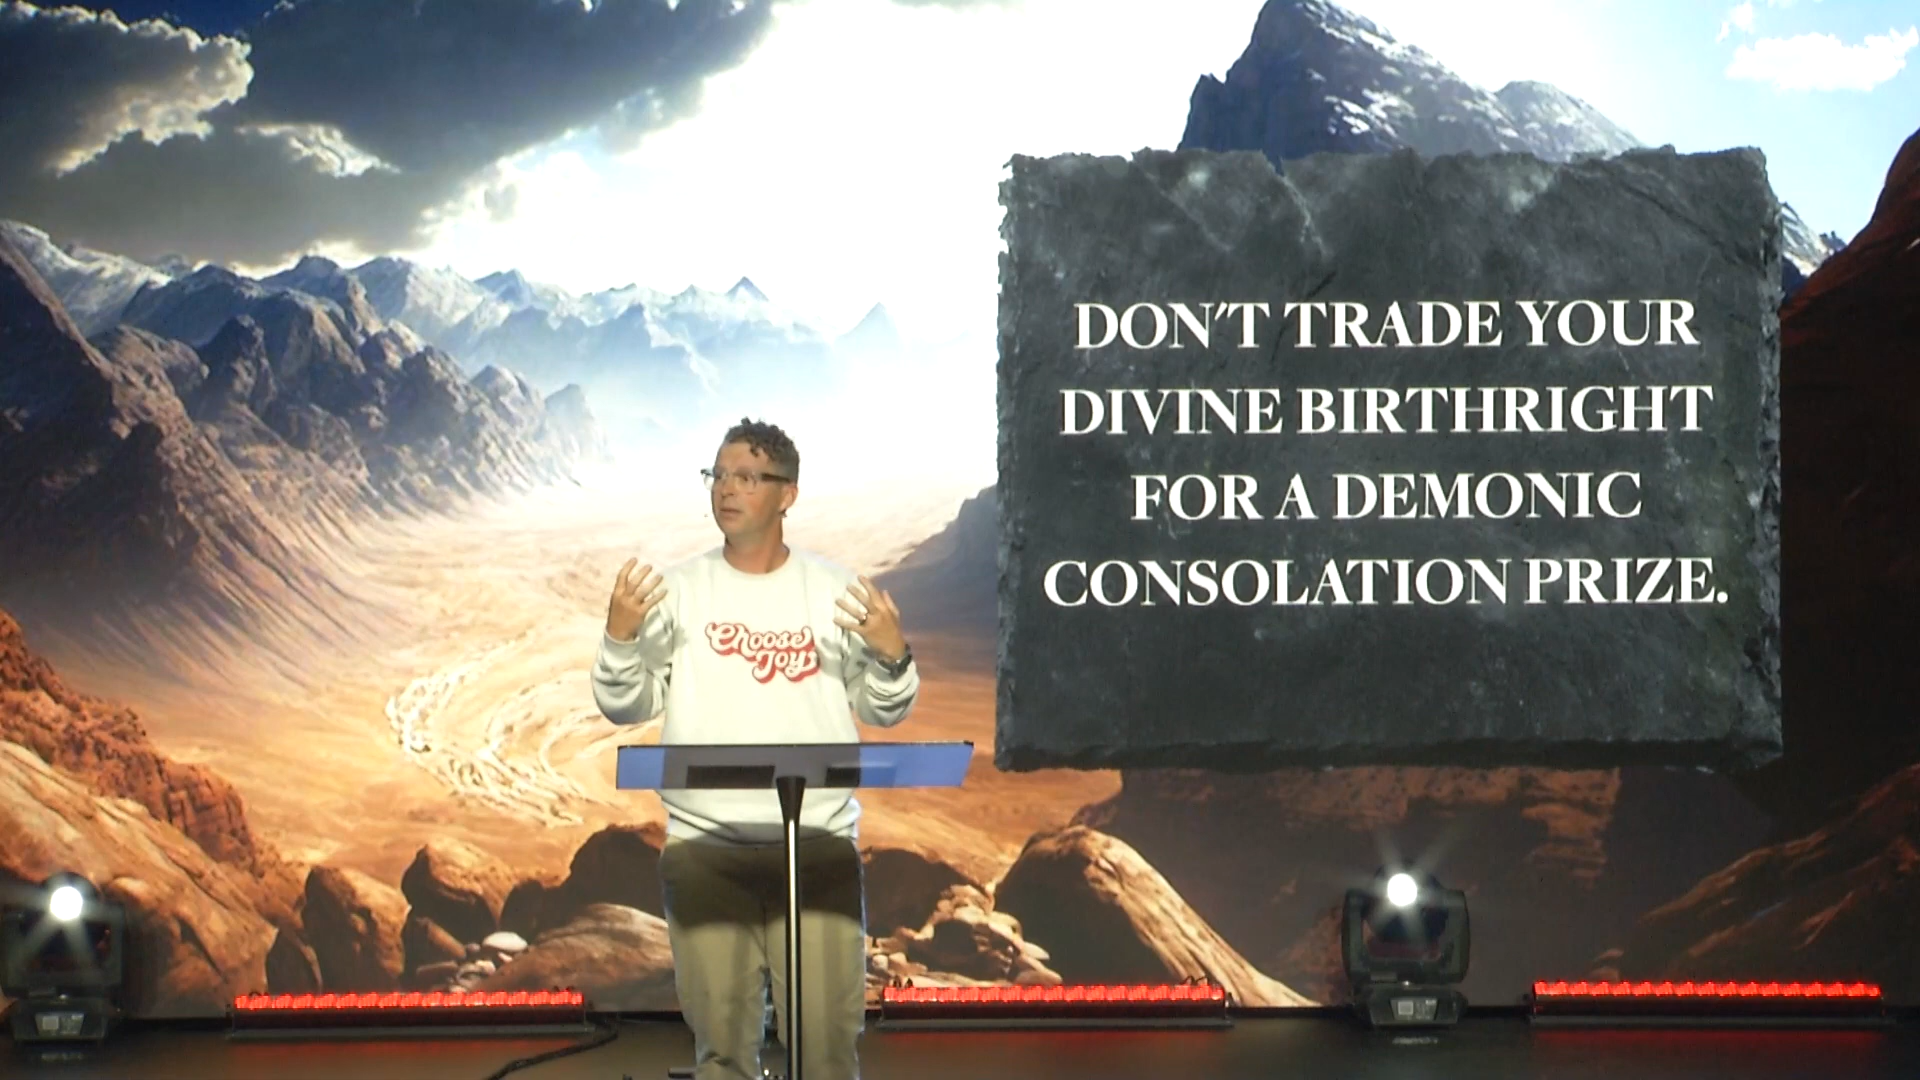 DON'T TRADE YOUR
DIVINE BIRTHRIGHT
FOR A DEMONIC
CONSOLATION PRIZE.
Choose
Joy